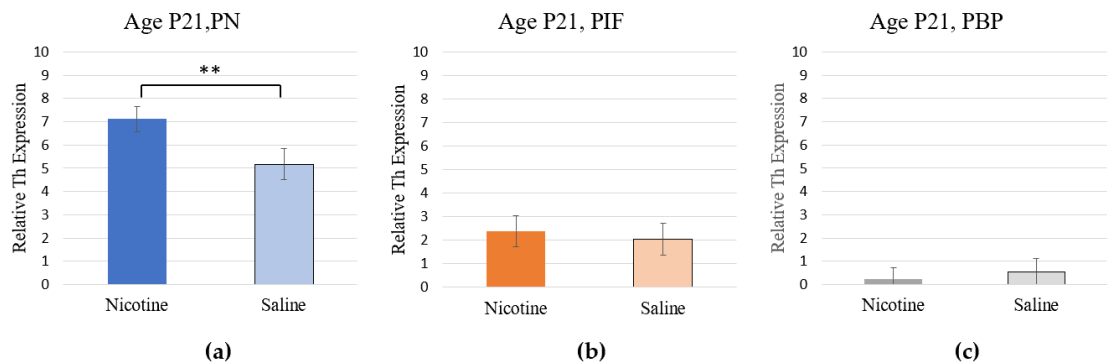 Age P21,PN
Relative Th Expression
10
9
8
7
6
5
4
3
2
1
0
**
Nicotine Saline
(a)
Age P21, PIF
Relative Th Expression
10
9
8
7
6
5
4
3
2
1
0
Nicotine Saline
(b)
Age P21, PBP
Relative Th Expression
10
9
8
7
6
5
4
3
2
1
0
Nicotine Saline
(c)